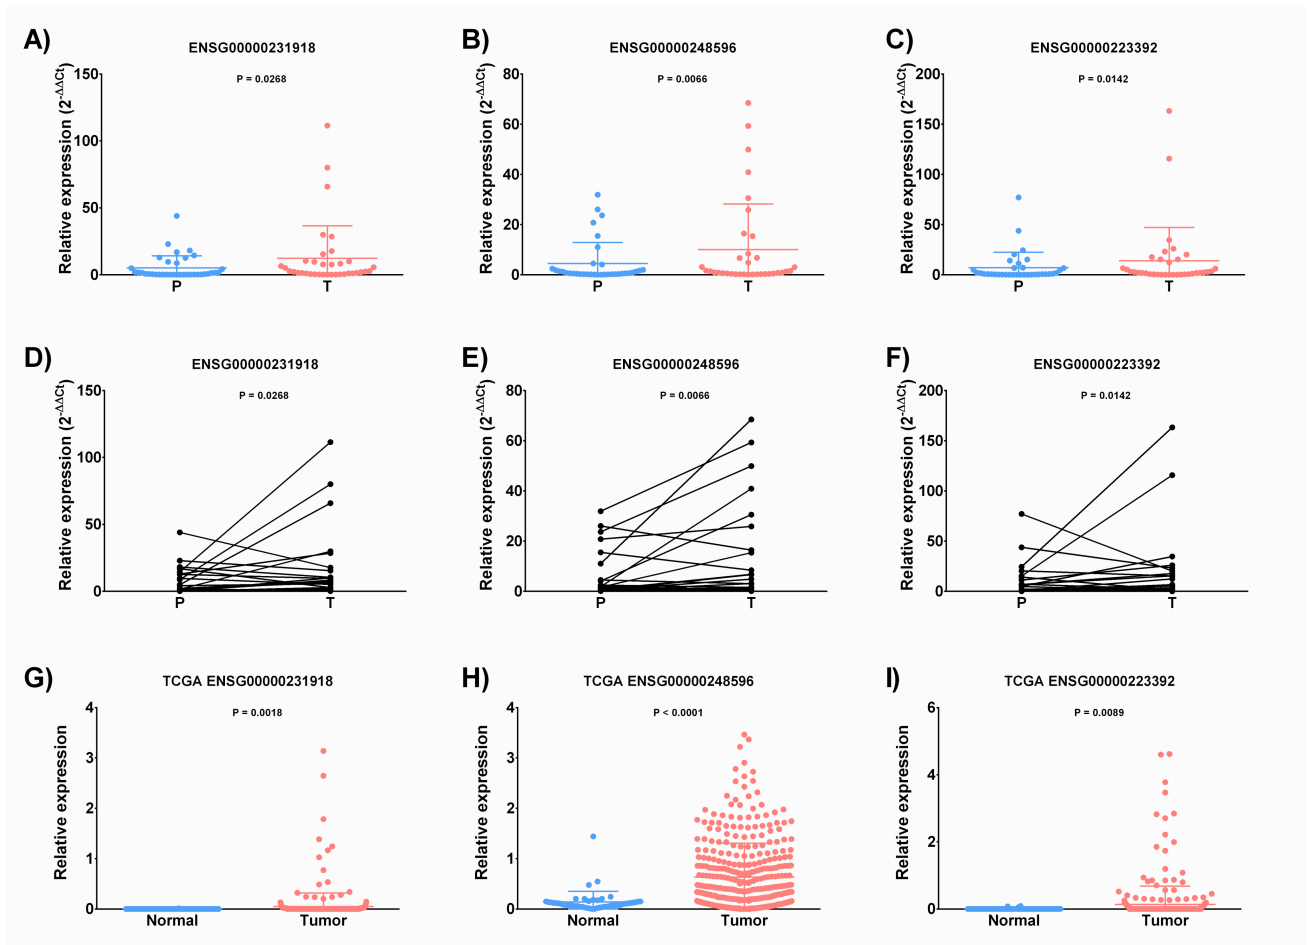 A)
ENSG00000231918
P = 0.0268
Relative expression (2-ΔΔCt)
150
100
50
0
P
T
B)
ENSG00000248596
P = 0.0066
Relative expression (2-ΔΔCt)
80
60
40
20
0
P
T
C)
ENSG00000223392
P = 0.0142
Relative expression (2-ΔΔCt)
200
150
100
50
0
P
T
D)
ENSG00000231918
P = 0.0268
Relative expression (2-ΔΔCt)
150
100
50
0
P
T
E)
ENSG00000248596
P = 0.0066
Relative expression (2-ΔΔCt)
80
60
40
20
0
P
T
F)
ENSG00000223392
P = 0.0142
Relative expression (2-ΔΔCt)
200
150
100
50
0
P
T
G)
TCGA ENSG00000231918
P = 0.0018
Relative expression
4
3
2
1
0
Normal
Tumor
H)
TCGA ENSG00000248596
P < 0.0001
Relative expression
4
3
2
1
0
Normal
Tumor
I)
TCGA ENSG00000223392
P = 0.0089
Relative expression
6
4
2
0
Normal
Tumor